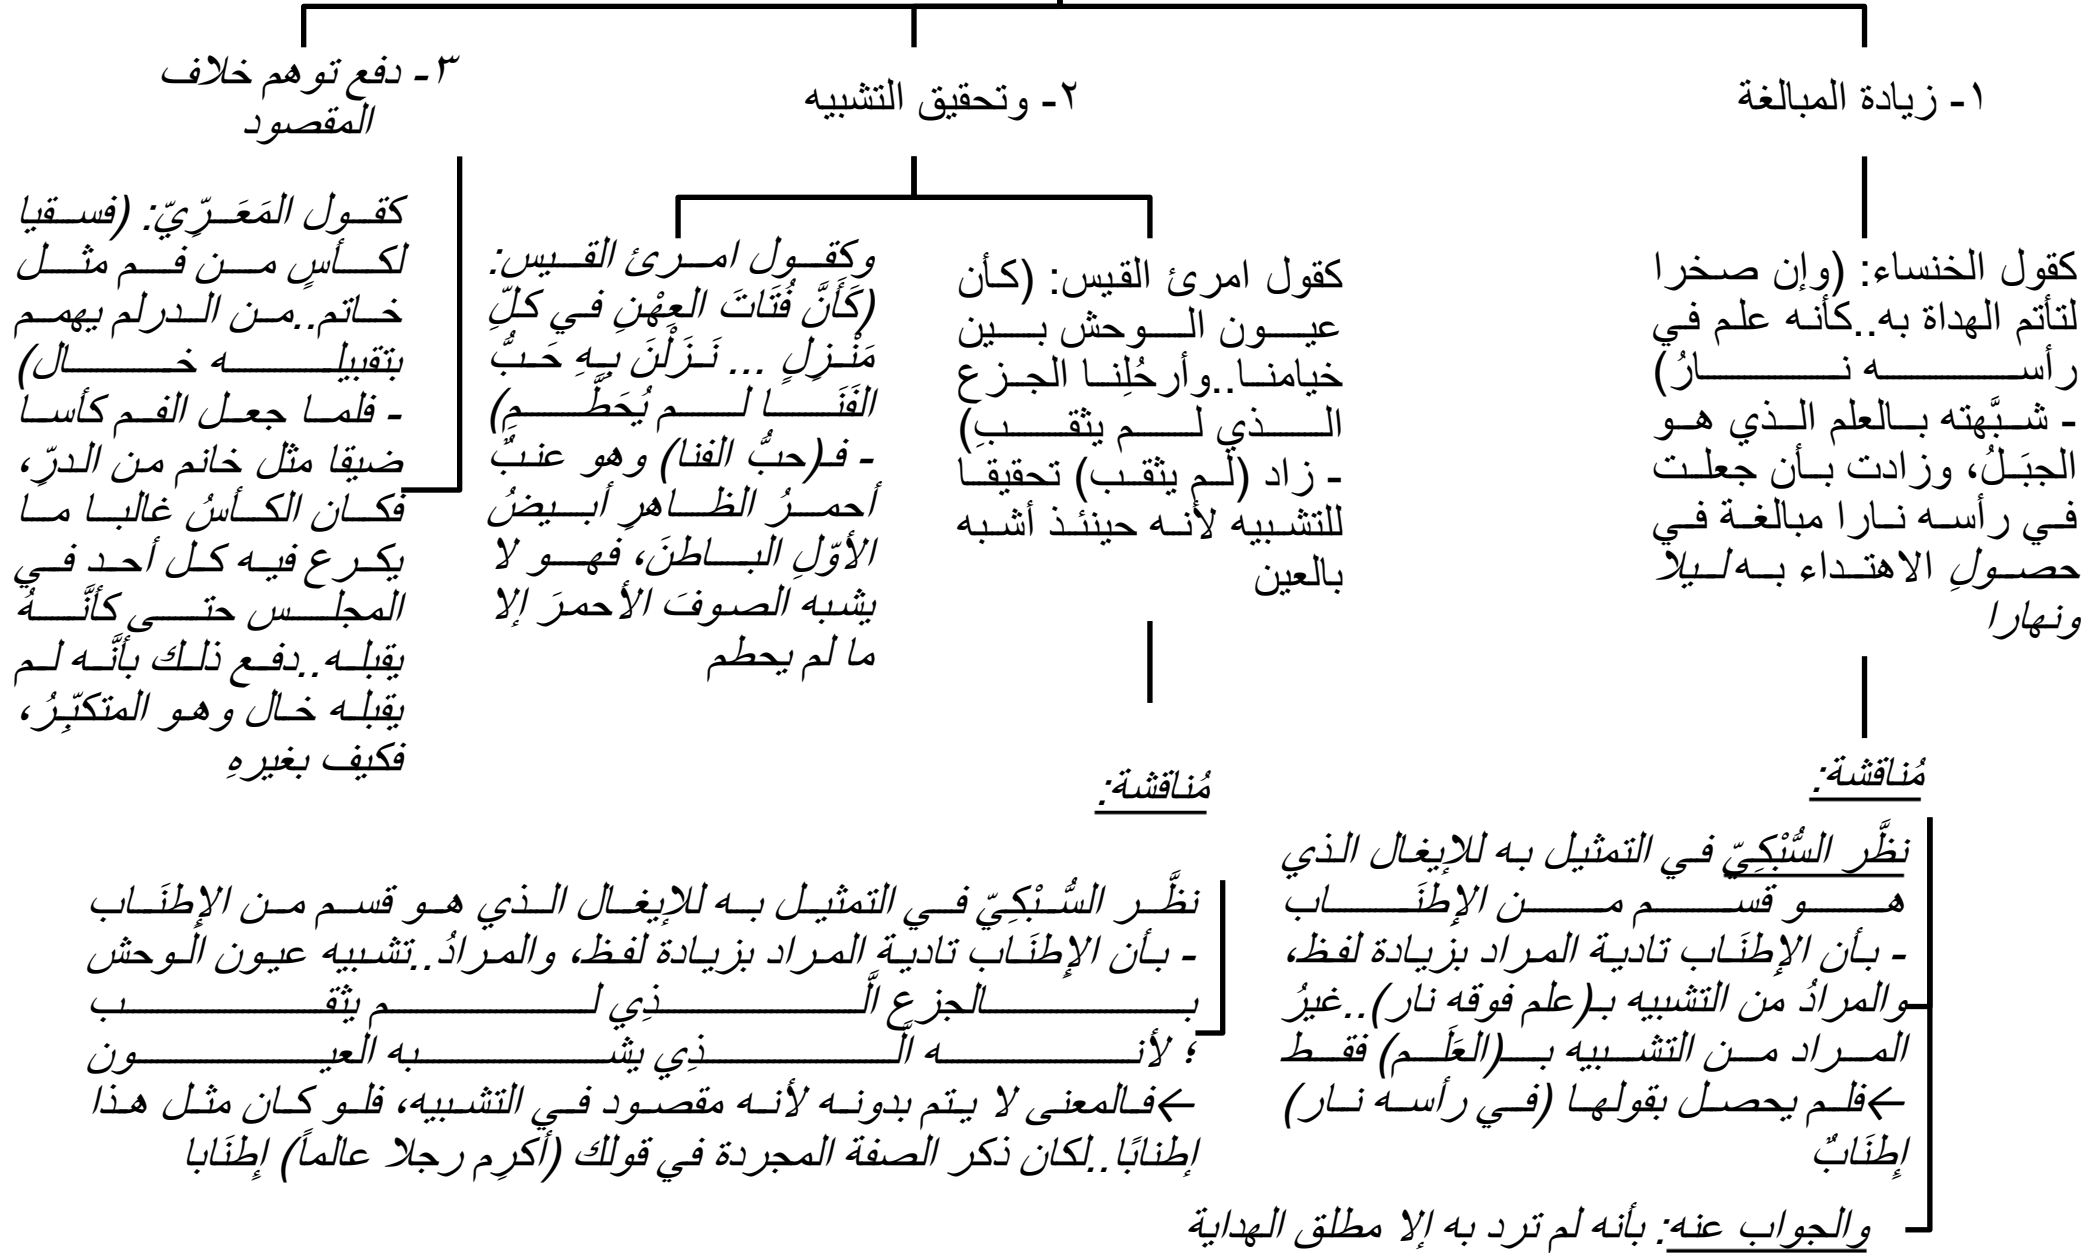 ١- زيادة المبالغة
٢- وتحقيق التشبيه
٣- دفع توهم خلاف
المقصود
كقول الخنساء: (وإن صخرا
لتأتم الهداة به..كأنه علم في
رأسه نارُ)
- شبَّهته بالعلم الذي هو
الجبَلُ، وزادت بأن جعلت
في رأسه نارا مبالغة في
حصولِ الاهتداء به ليلا
ونهارا
مُناقشة:
نظَّر السُّبْكِيّ في التمثيل به للإيغال الذي
هو قسم من الإطنَاب
- بأن الإطنَاب تادية المراد بزيادة لفظ،
والمرادُ من التشبيه بـ(علم فوقه نار)..غيرُ
المراد من التشبيه بـ(العَلَم) فقط
←فلم يحصل بقولها (في رأسه نار)
إطنَابٌ
والجواب عنه: بأنه لم ترد به إلا مطلق الهداية
كقول امرئ القيس: (كأن
عيون الوحش بين
خيامنا..وأرحُلِنا الجزع
الذي لم يثقبِ)
- زاد (لم يثقب) تحقيقا
للتشبيه لأنه حينئذ أشبه
بالعين
مُناقشة:
نظَّر السُّبْكِيّ في التمثيل به للإيغال الذي هو قسم من الإطنَاب
- بأن الإطنَاب تادية المراد بزيادة لفظ، والمرادُ..تشبيه عيون الوحش
بالجزع الَّذِي لم يثقب
؛ لأنه الَّذِي يشبه العيون
←فالمعنى لا يتم بدونه لأنه مقصود في التشبيه، فلو كان مثل هذا
إطنابًا..لكان ذكر الصفة المجردة في قولك (أكرِم رجلا عالماً) إطنَابا
وكقول امرئ القيس:
(كَأَنَّ فُتَاتَ العِهْنِ في كلِّ
مَنْزِلٍ ... نَزَلْنَ بِهِ حَبُّ
الفَنَا لم يُحَطَّمِ)
- فـ(حبُّ الفنا) وهو عنبٌ
أحمرُ الظاهرِ أبيضُ
الأوّلِ الباطنَ، فهو لا
يشبه الصوفَ الأحمرَ إلا
ما لم يحطم
كقول المَعَرِّيّ: (فسقيا
لكأسٍ من فم مثل
خاتم..من الدرلم يهمم
بتقبيله خال)
- فلما جعل الفم كأسا
ضيقا مثل خاتم من الدرّ،
فكان الكأسُ غالبا ما
يكرع فيه كل أحد في
المجلس حتى كأنَّهُ
يقبله..دفع ذلك بأنَّه لم
يقبله خال وهو المتكبّرُ،
فكيف بغيرهِ